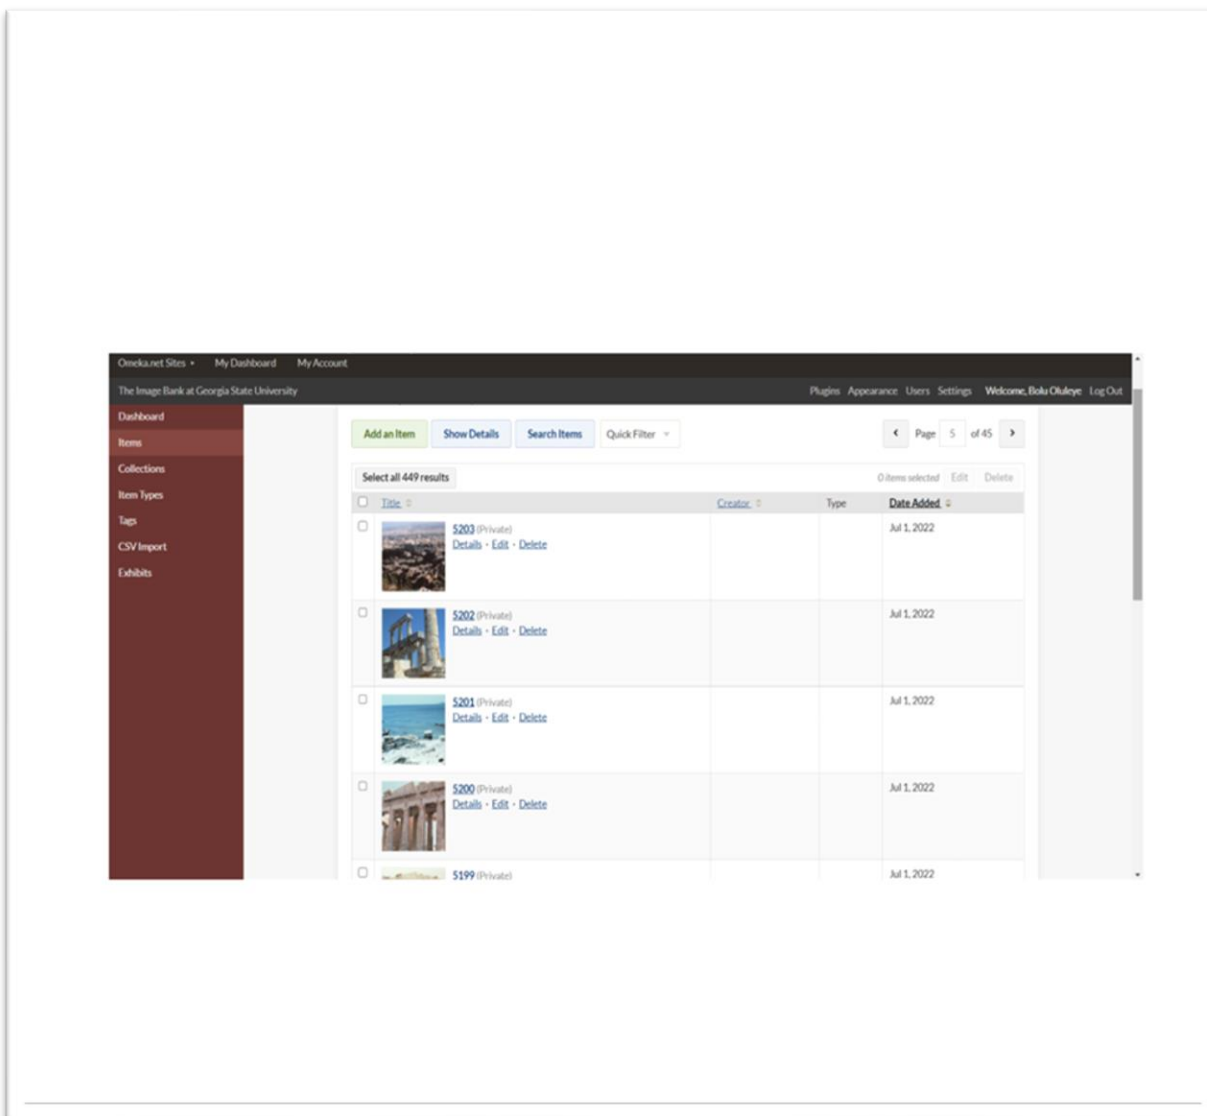 Omeka.net Sites My Dashboard My Account
The Image Bank at Georgia State University Plugins Appearance Users Settings Welcome, Bolu Oluleye Log Out
Dashboard
Items
Collections
Item Types
Tags
CSV Import
Exhibits
Add an Item Show Details Search Items Quick Filter Page 5 of 45
Select all 449 results 0 items selected Edit Delete
Title Creator Type Date Added
5203 (Private) Jul 1, 2022
Details · Edit · Delete
5202 (Private) Jul 1, 2022
Details · Edit · Delete
5201 (Private) Jul 1, 2022
Details · Edit · Delete
5200 (Private) Jul 1, 2022
Details · Edit · Delete
5199 (Private) Jul 1, 2022